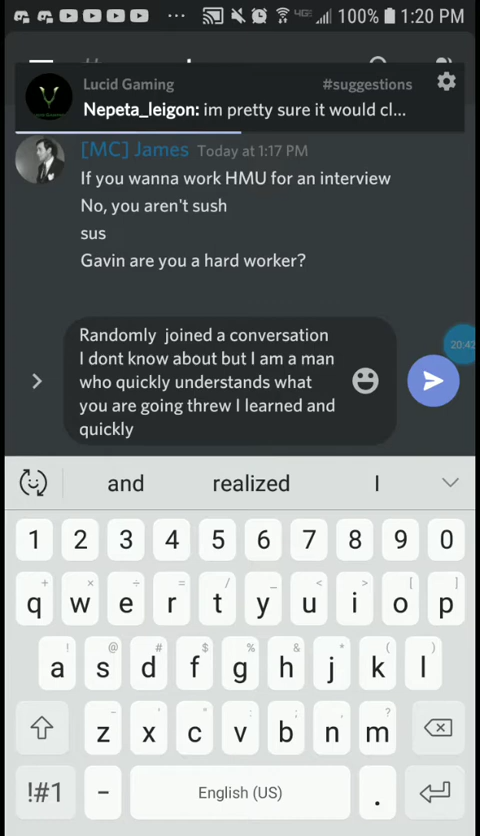 4GE 100% 1:20 PM
Lucid Gaming #suggestions
Nepeta_leigon: im pretty sure it would cl...
[MC] James Today at 1:17 PM
If you wanna work HMU for an interview
No, you aren't sush
sus
Gavin are you a hard worker?
Randomly joined a conversation
I dont know about but I am a man
who quickly understands what
you are going threw I learned and
quickly
20:42
and realized I
1 2 3 4 5 6 7 8 9 0
+ × ÷ = / _ < > [ ]
q w e r t y u i o p
! @ # $ % ^ & * ( )
a s d f g h j k l
- ' " : ; , ?
z x c v b n m
!#1 - English (US) .